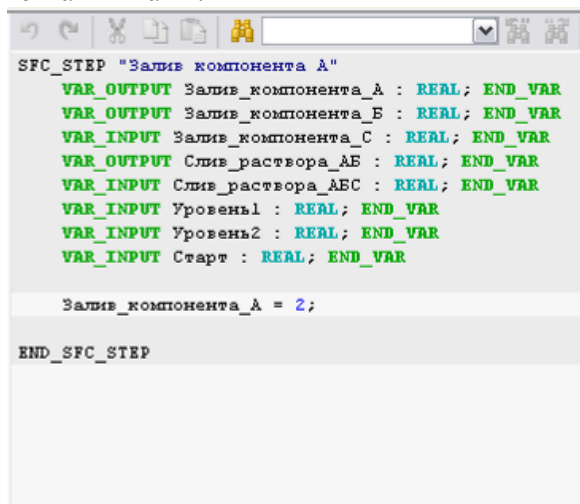 SFC_STEP "Залив компонента А"
VAR_OUTPUT Залив_компонента_А : REAL; END_VAR
VAR_OUTPUT Залив_компонента_Б : REAL; END_VAR
VAR_INPUT Залив_компонента_С : REAL; END_VAR
VAR_OUTPUT Слив_раствора_АБ : REAL; END_VAR
VAR_INPUT Слив_раствора_АБС : REAL; END_VAR
VAR_INPUT Уровень1 : REAL; END_VAR
VAR_INPUT Уровень2 : REAL; END_VAR
VAR_INPUT Старт : REAL; END_VAR
Залив_компонента_А = 2;
END_SFC_STEP